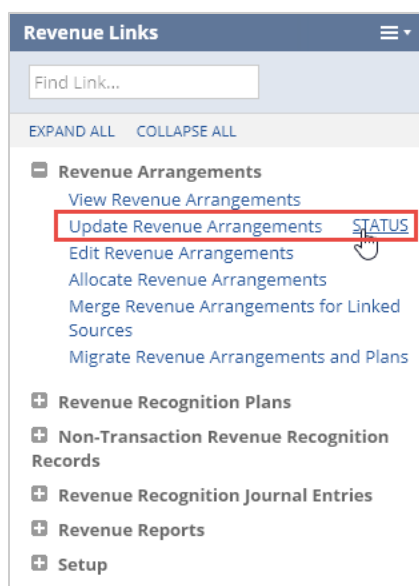 Revenue Links
Find Link...
EXPAND ALL COLLAPSE ALL
Revenue Arrangements
View Revenue Arrangements
Update Revenue Arrangements STATUS
Edit Revenue Arrangements
Allocate Revenue Arrangements
Merge Revenue Arrangements for Linked
Sources
Migrate Revenue Arrangements and Plans
Revenue Recognition Plans
Non-Transaction Revenue Recognition
Records
Revenue Recognition Journal Entries
Revenue Reports
Setup